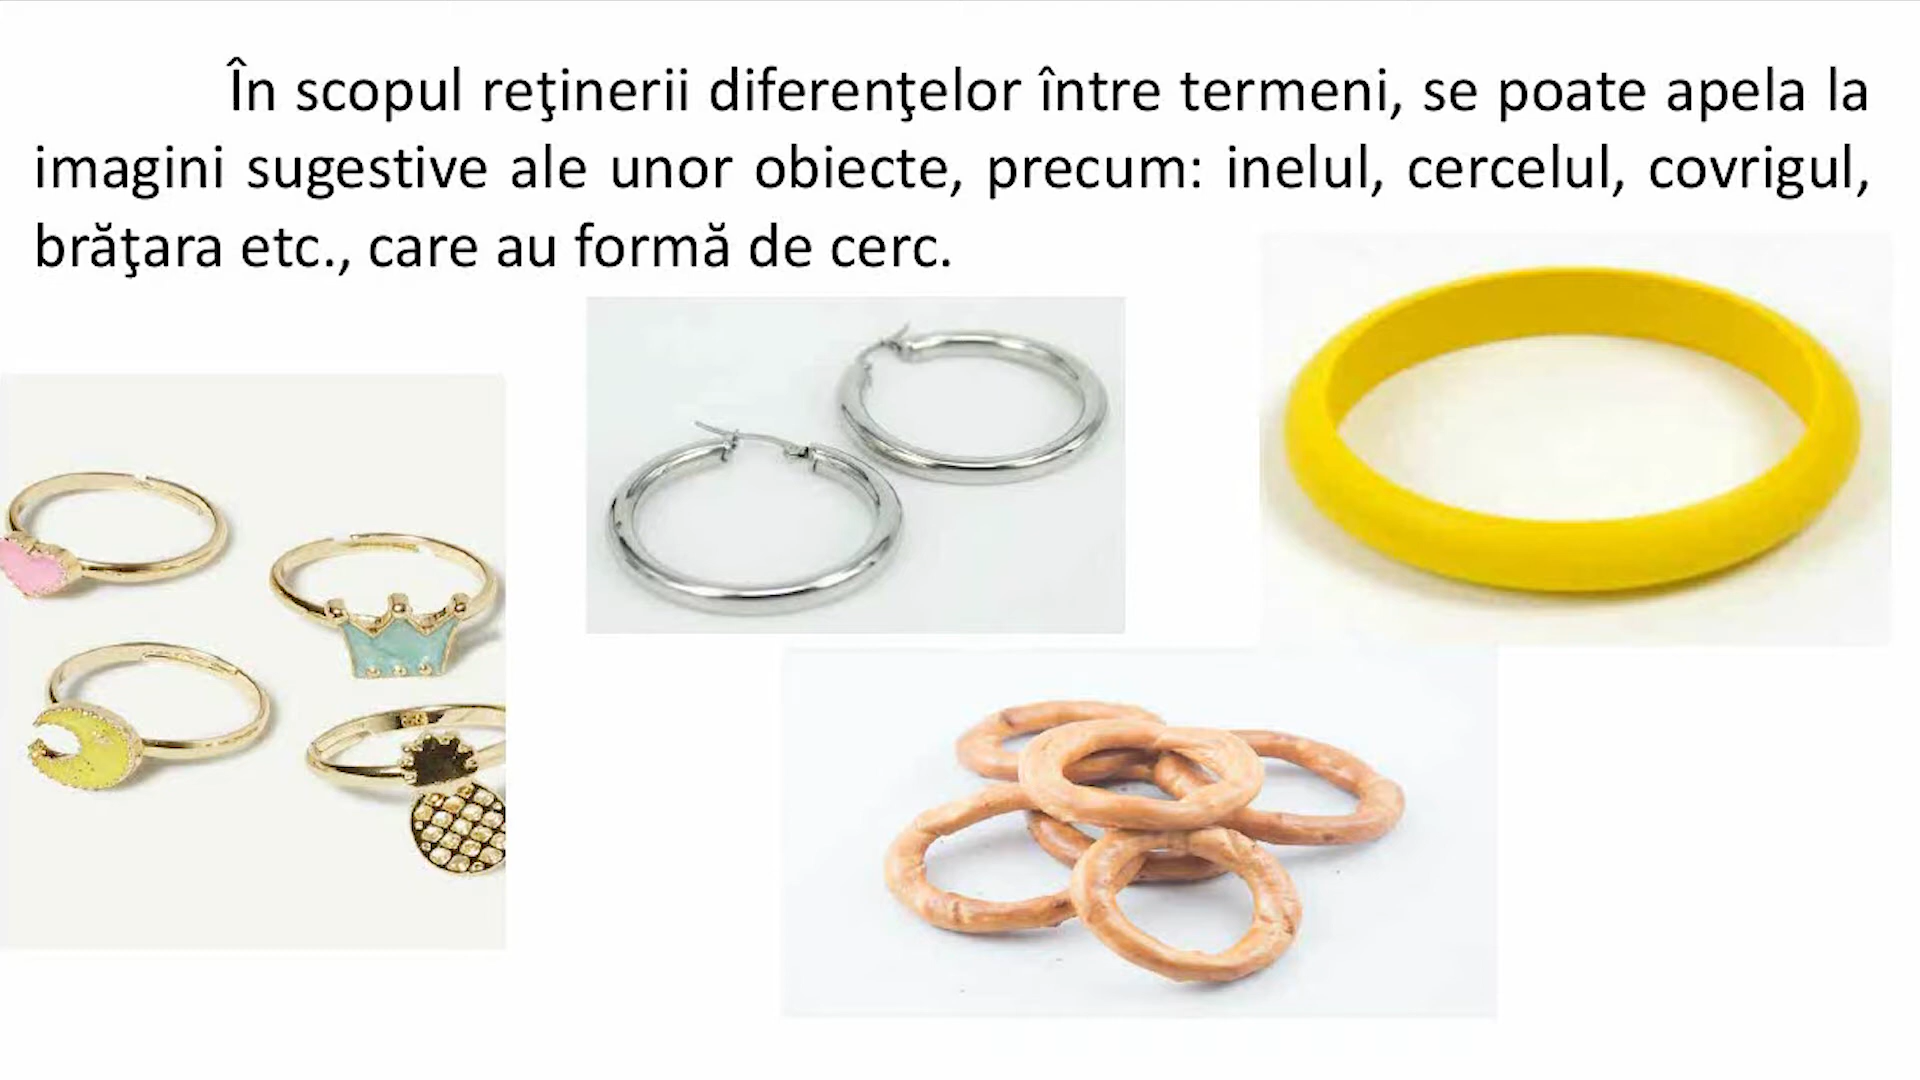 În scopul reţinerii diferenţelor între termeni, se poate apela la
imagini sugestive ale unor obiecte, precum: inelul, cercelul, covrigul,
brăţara etc., care au formă de cerc.